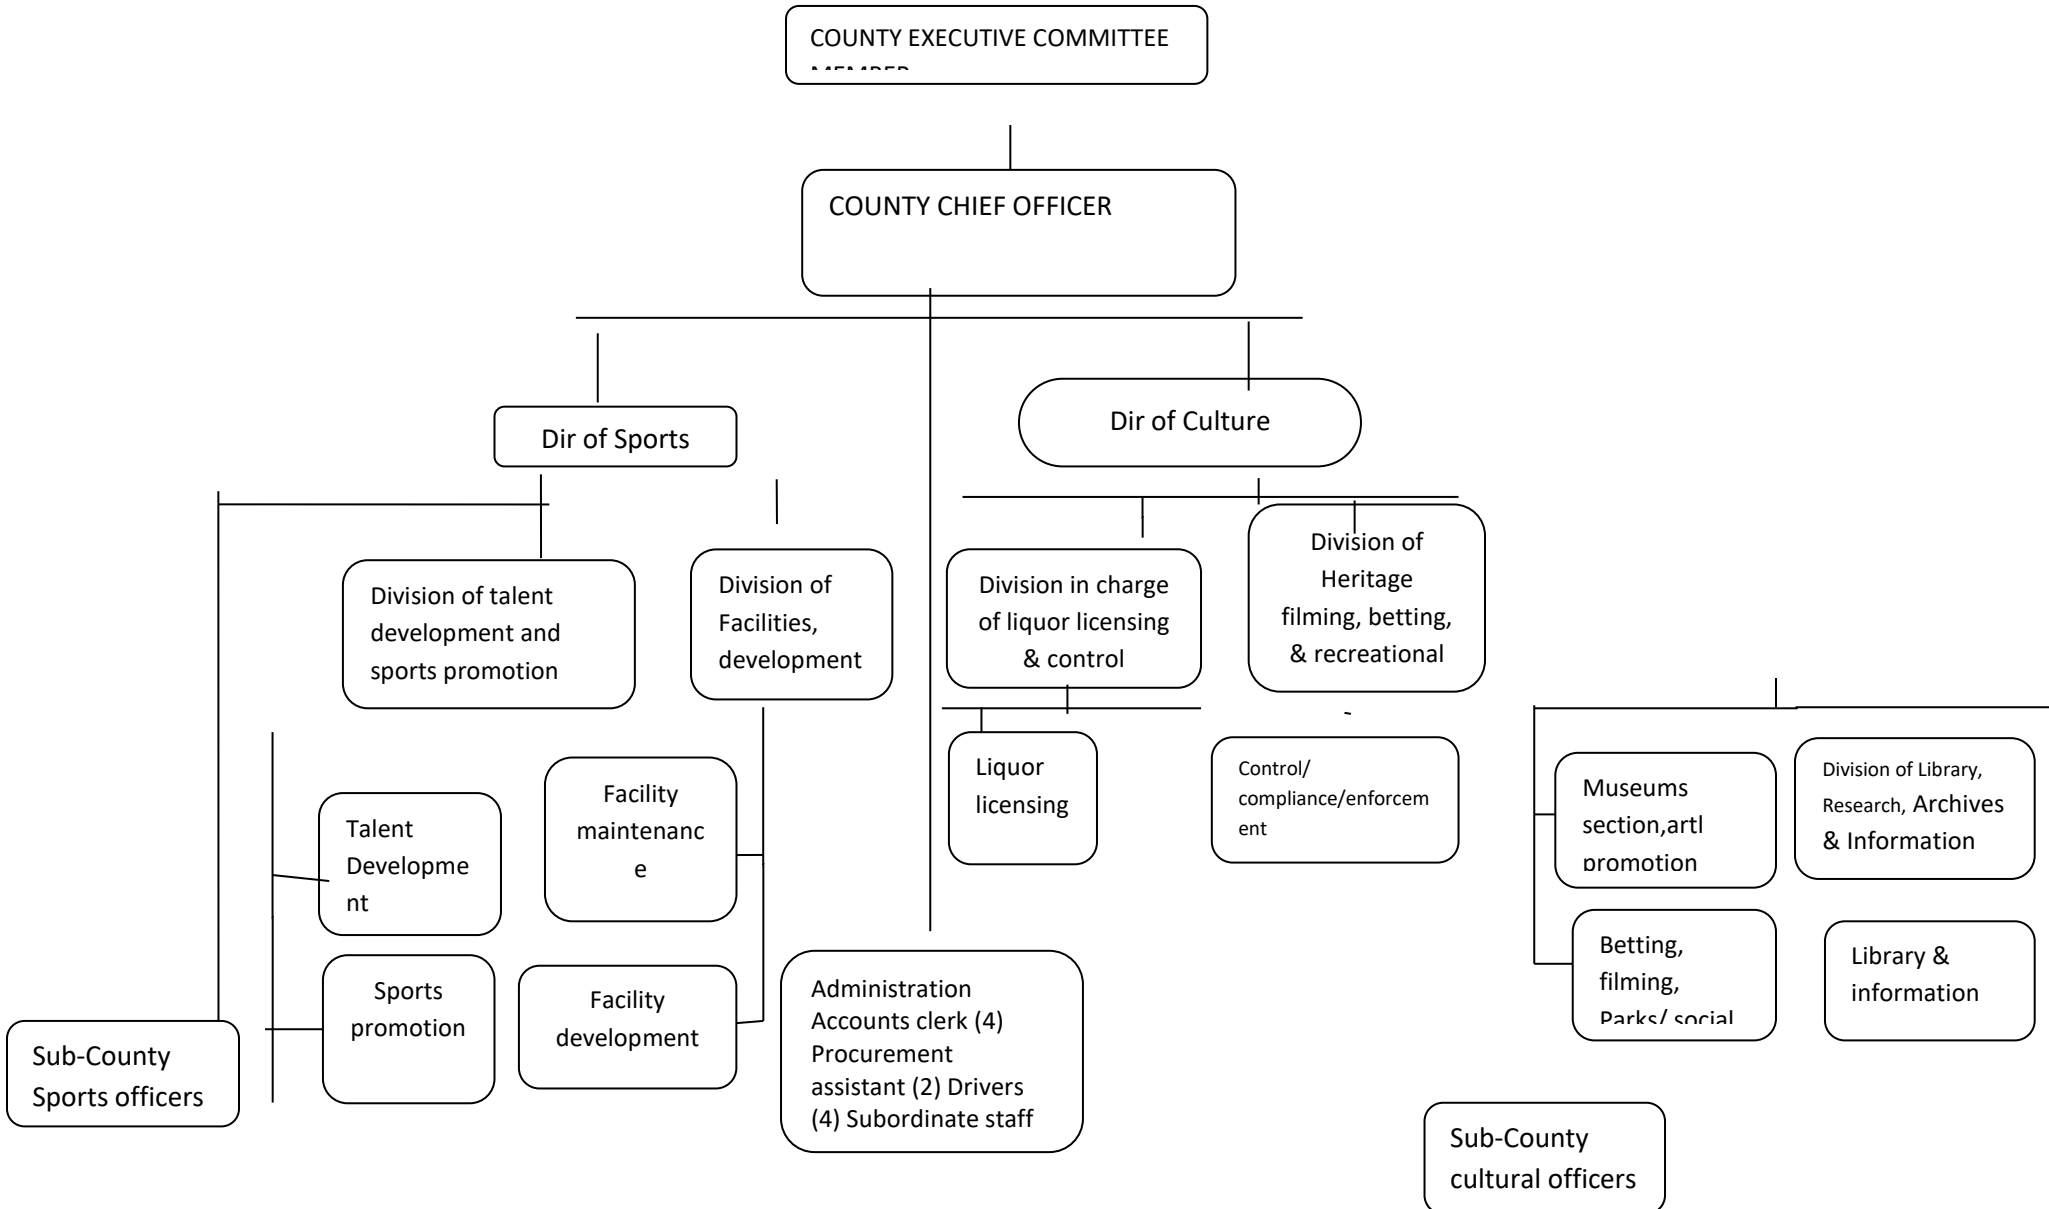 COUNTY EXECUTIVE COMMITTEE
MEMBER
COUNTY CHIEF OFFICER
Dir of Sports
Dir of Culture
Division of talent
development and
sports promotion
Division of
Facilities,
development
Division in charge
of liquor licensing
& control
Division of
Heritage
filming, betting,
& recreational
Talent
Developme
nt
Facility
maintenanc
e
Liquor
licensing
Control/
compliance/enforcem
ent
Museums
section,artl
promotion
Division of Library,
Research, Archives
& Information
Sports
promotion
Facility
development
Administration
Accounts clerk (4)
Procurement
assistant (2) Drivers
(4) Subordinate staff
Betting,
filming,
Parks/ social
Library &
information
Sub-County
Sports officers
Sub-County
cultural officers